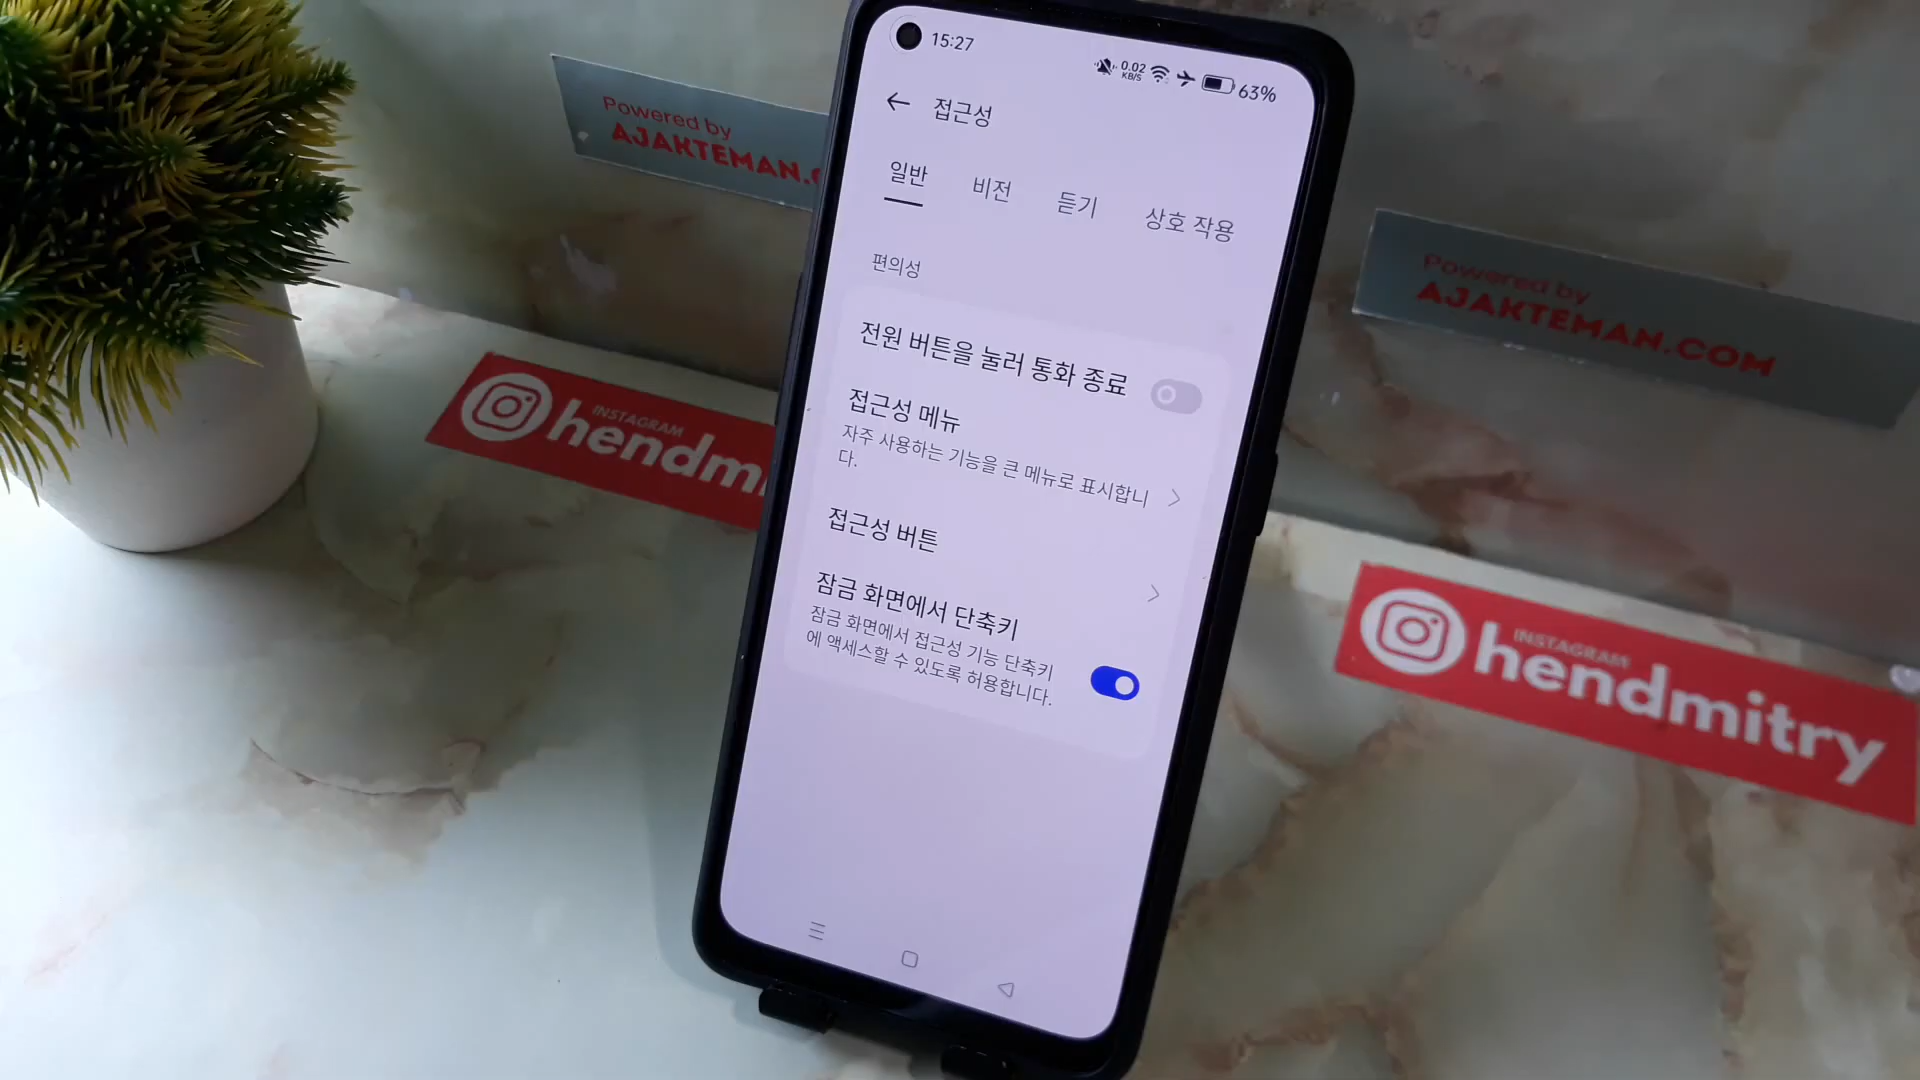 15:27
0.02
KB/S
63%
접근성
일반
비전
듣기
상호 작용
편의성
전원 버튼을 눌러 통화 종료
접근성 메뉴
자주 사용하는 기능을 큰 메뉴로 표시합니
다.
접근성 버튼
잠금 화면에서 단축키
잠금 화면에서 접근성 기능 단축키
에 액세스할 수 있도록 허용합니다.
Powered by
AJAKTEMAN.
INSTAGRAM
hendmi
Powered by
AJAKTEMAN.COM
INSTAGRAM
hendmitry